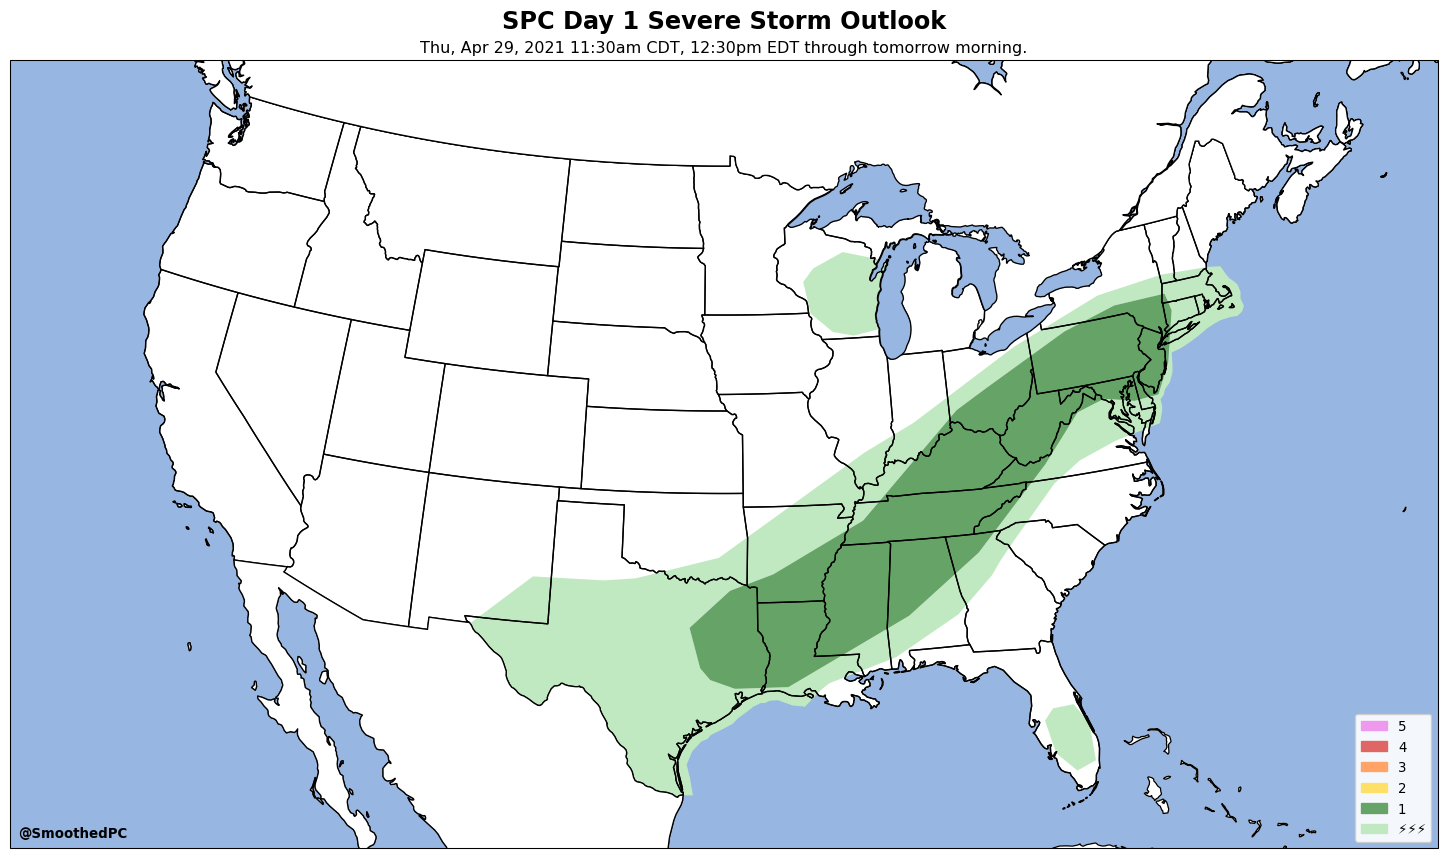 SPC Day 1 Severe Storm Outlook
Thu, Apr 29, 2021 11:30am CDT, 12:30pm EDT through tomorrow morning.
5
4
3
2
1
⚡⚡⚡
@SmoothedPC